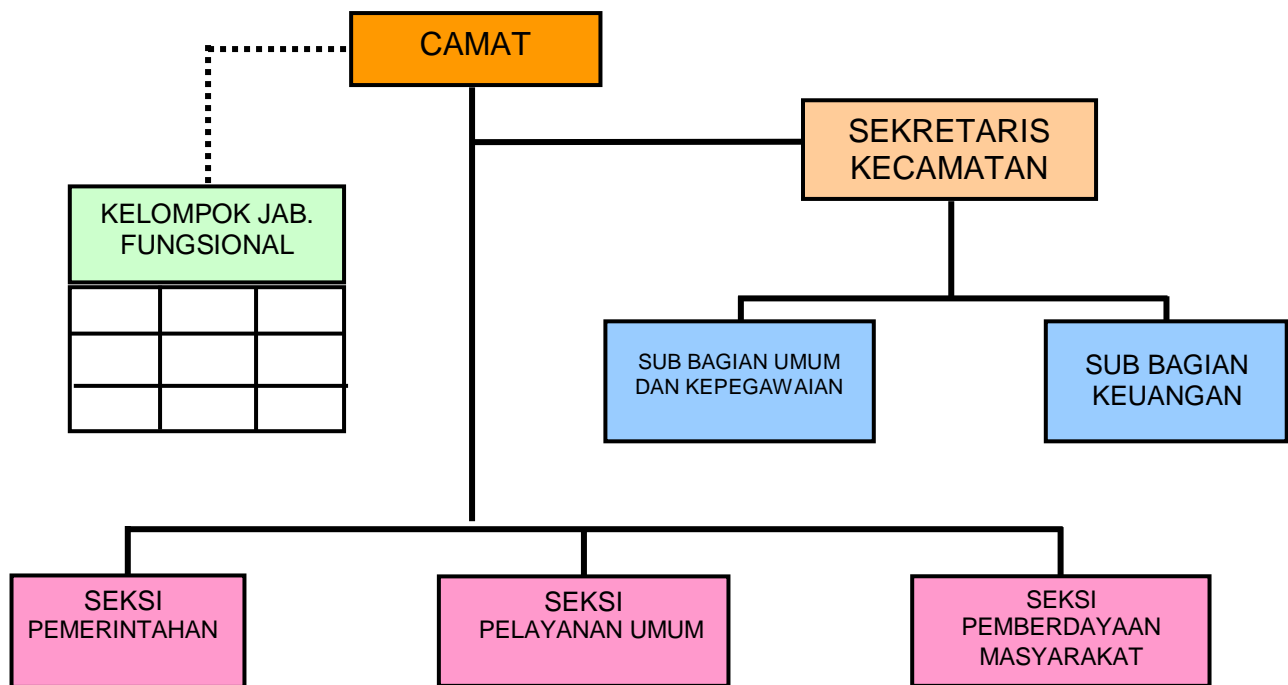 CAMAT
SEKRETARIS
KECAMATAN
KELOMPOK JAB.
FUNGSIONAL
SUB BAGIAN UMUM
DAN KEPEGAWAIAN
SUB BAGIAN
KEUANGAN
SEKSI
PEMERINTAHAN
SEKSI
PELAYANAN UMUM
SEKSI
PEMBERDAYAAN
MASYARAKAT